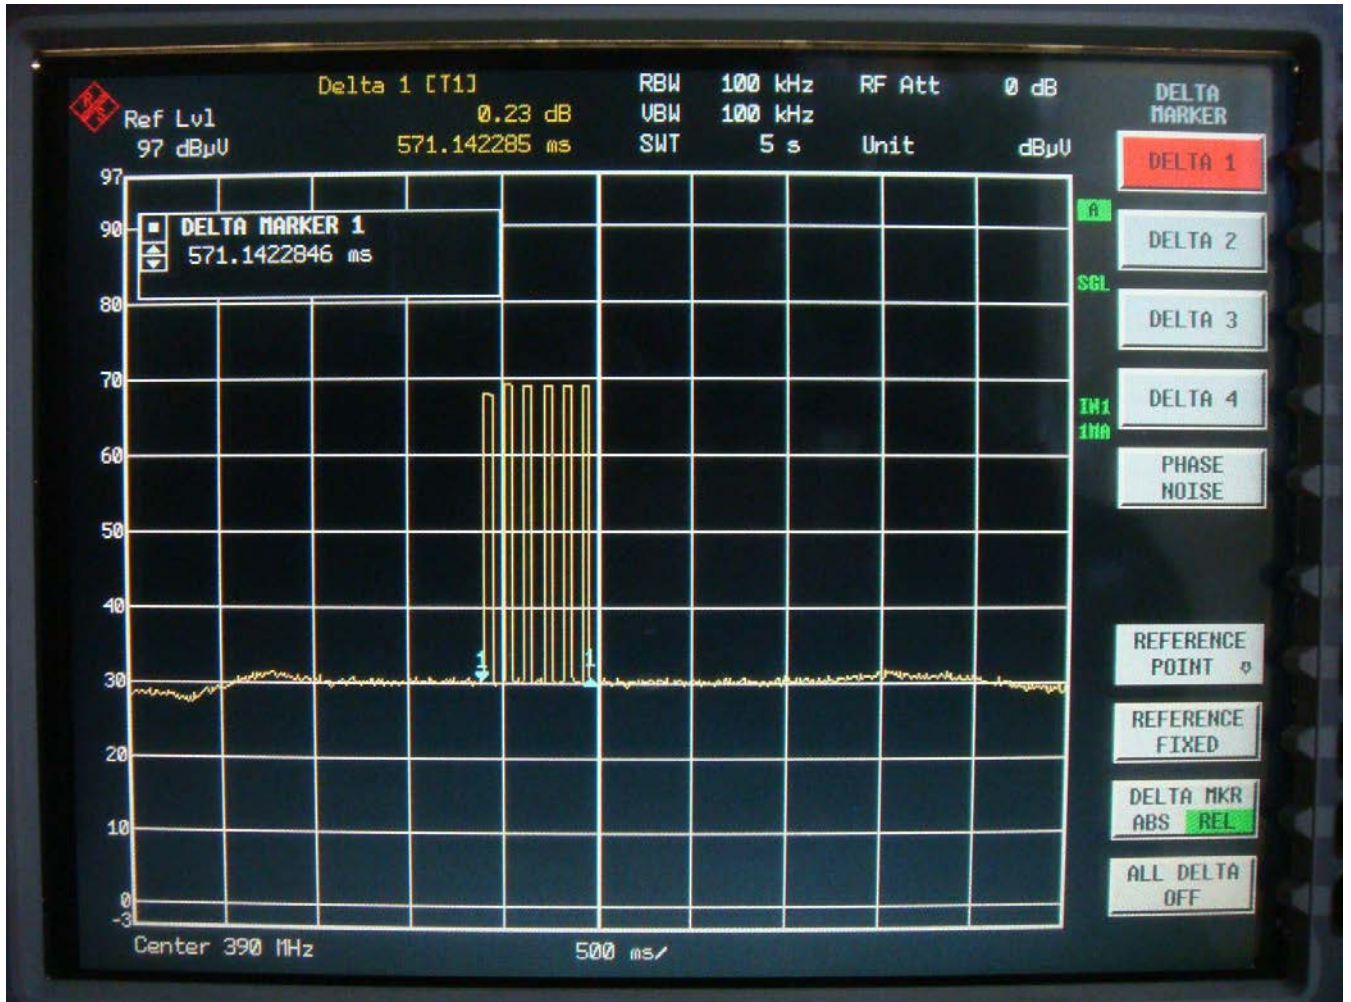 Delta 1 [T1] RBW 100 kHz RF Att 0 dB
Ref Lvl 0.23 dB VBW 100 kHz
97 dBµV 571.142285 ms SWT 5 s Unit dBµV
DELTA MARKER
DELTA 1
DELTA 2
DELTA 3
DELTA 4
PHASE
NOISE
REFERENCE
POINT
REFERENCE
FIXED
DELTA MKR
ABS REL
ALL DELTA
OFF
97
90
80
70
60
50
40
30
20
10
0
-3
DELTA MARKER 1
571.1422846 ms
A
SGL
IN1
1MA
1 1
Center 390 MHz 500 ms/